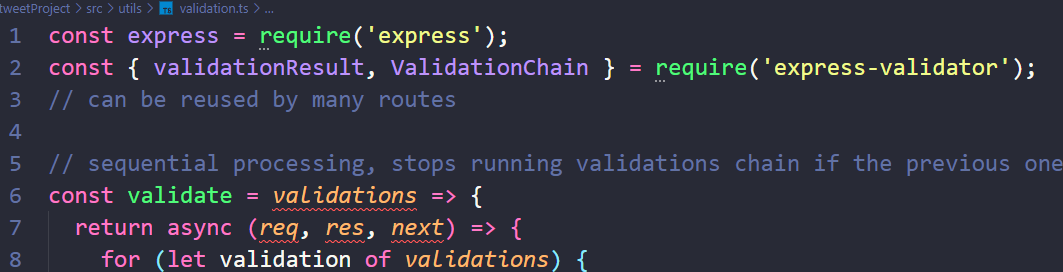 tweetProject > src > utils > TS validation.ts > ...
1 const express = require('express');
2 const { validationResult, ValidationChain } = require('express-validator');
3 // can be reused by many routes
4
5 // sequential processing, stops running validations chain if the previous one
6 const validate = validations => {
7 return async (req, res, next) => {
8 for (let validation of validations) {